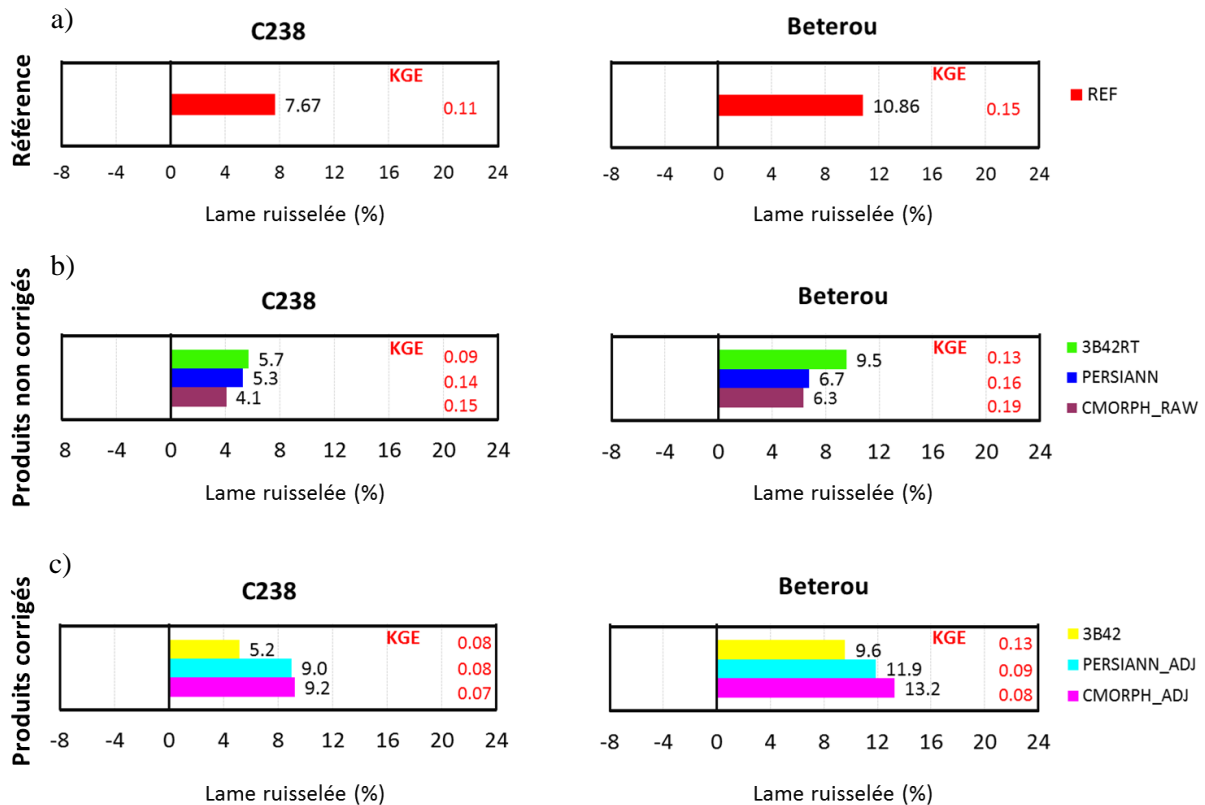 a)
C238
Beterou
Référence
KGE
7.67
0.11
-8 -4 0 4 8 12 16 20 24
Lame ruisselée (%)
KGE
10.86
0.15
-8 -4 0 4 8 12 16 20 24
Lame ruisselée (%)
REF
b)
C238
Beterou
Produits non corrigés
KGE
5.7
0.09
5.3
0.14
4.1
0.15
8 -4 0 4 8 12 16 20 24
Lame ruisselée (%)
KGE
9.5
0.13
6.7
0.16
6.3
0.19
-8 -4 0 4 8 12 16 20 24
Lame ruisselée (%)
3B42RT
PERSIANN
CMORPH_RAW
c)
C238
Beterou
Produits corrigés
KGE
5.2
0.08
9.0
0.08
9.2
0.07
-8 -4 0 4 8 12 16 20 24
Lame ruisselée (%)
KGE
9.6
0.13
11.9
0.09
13.2
0.08
-8 -4 0 4 8 12 16 20 24
Lame ruisselée (%)
3B42
PERSIANN_ADJ
CMORPH_ADJ